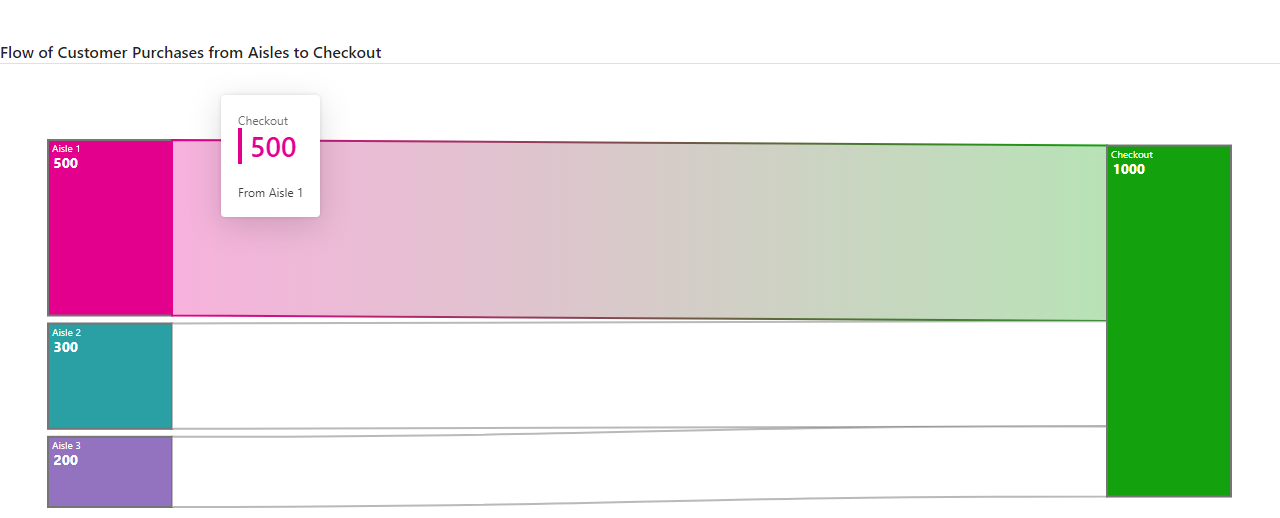 Flow of Customer Purchases from Aisles to Checkout
Checkout
500
From Aisle 1
Aisle 1
500
Checkout
1000
Aisle 2
300
Aisle 3
200